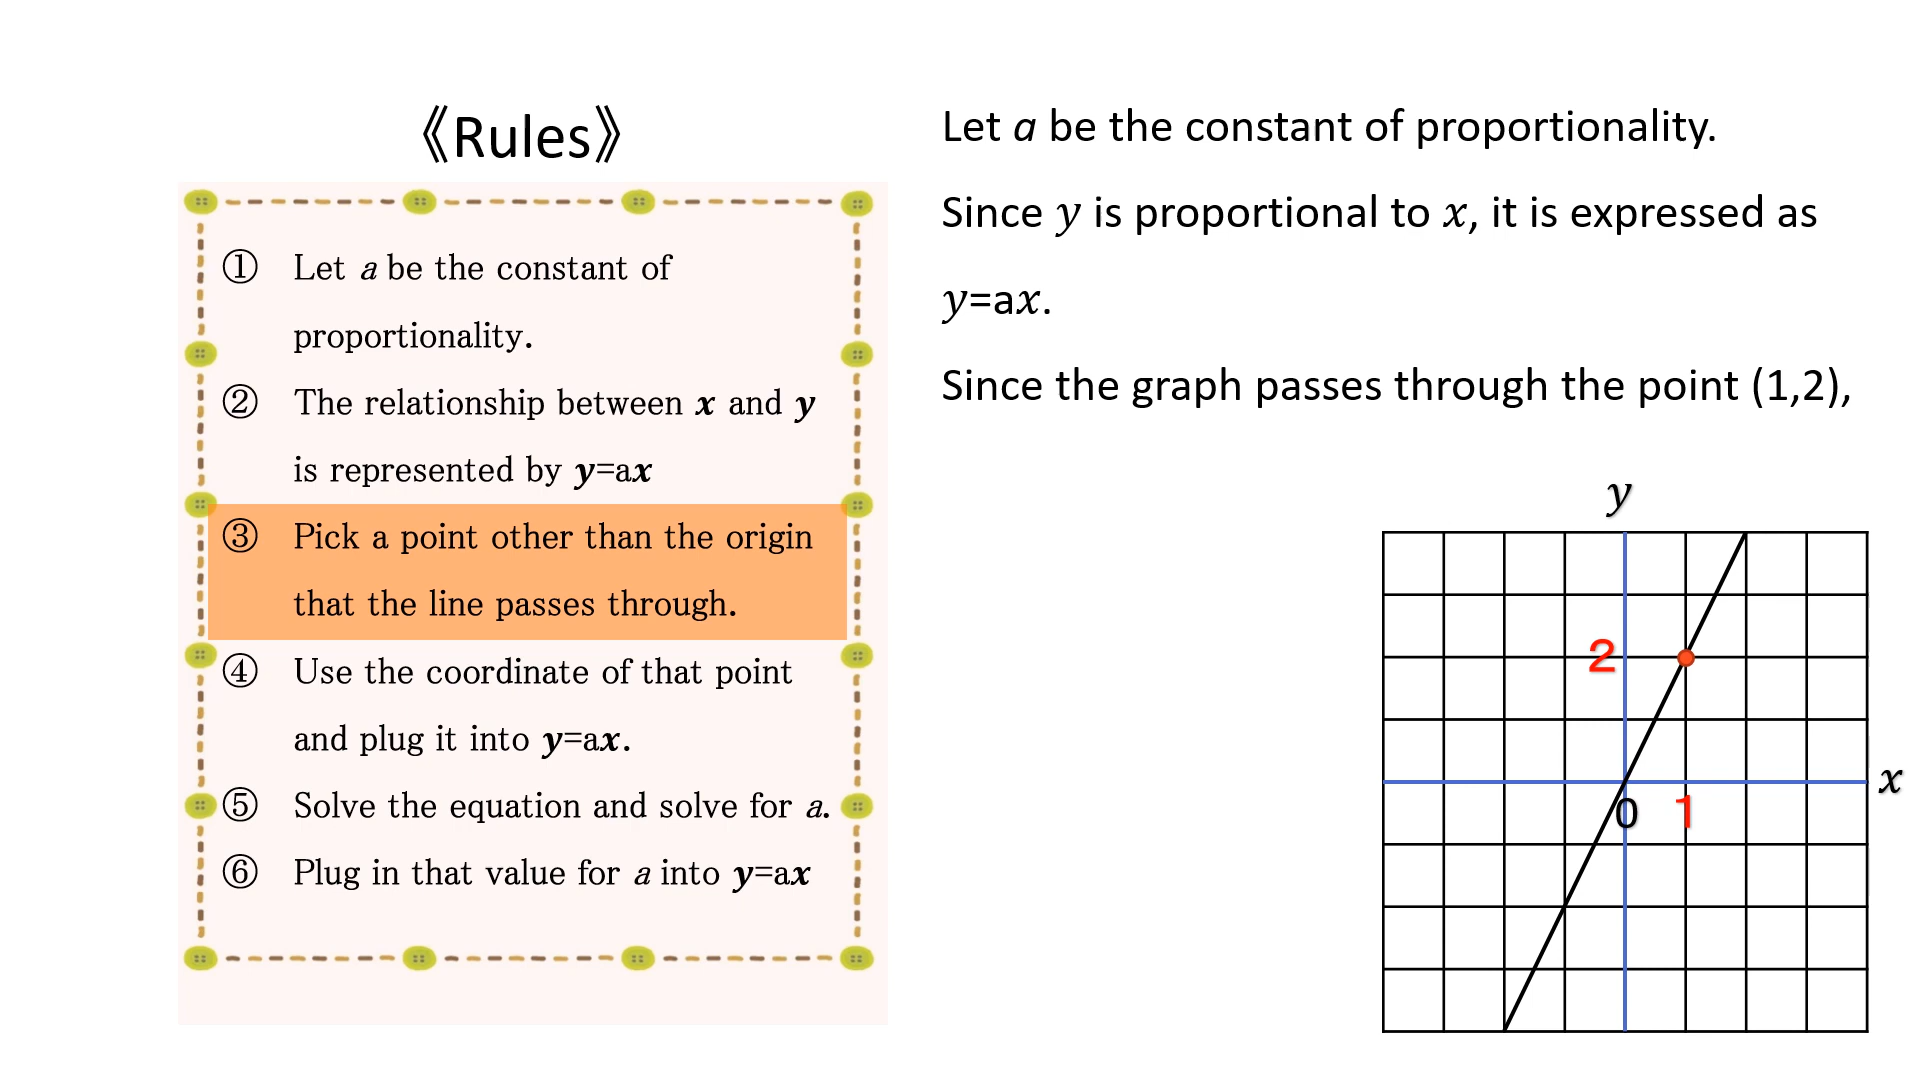 《Rules》
① Let a be the constant of
proportionality.
② The relationship between x and y
is represented by y=ax
③ Pick a point other than the origin
that the line passes through.
④ Use the coordinate of that point
and plug it into y=ax.
⑤ Solve the equation and solve for a.
⑥ Plug in that value for a into y=ax
Let a be the constant of proportionality.
Since y is proportional to x, it is expressed as
y=ax.
Since the graph passes through the point (1,2),
y
2
x
0 1